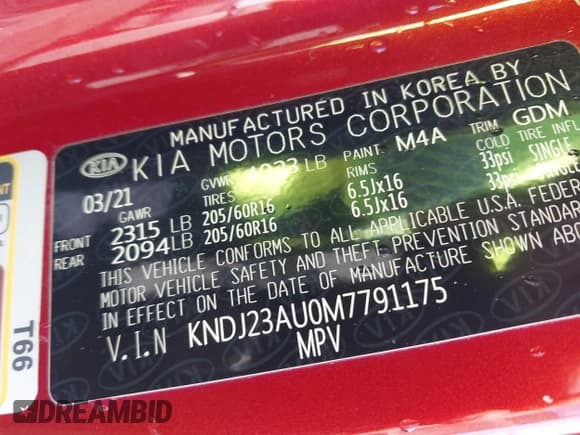 MANUFACTURED IN KOREA BY
KIA KIA MOTORS CORPORATION
03/21 GVWR 4023 LB PAINT M4A TRIM GDM
GAWR TIRES RIMS COLD TIRE INFL
FRONT 2315 LB 205/60R16 6.5Jx16 33psi SINGLE
REAR 2094 LB 205/60R16 6.5Jx16 33psi
THIS VEHICLE CONFORMS TO ALL APPLICABLE U.S.A. FEDER
MOTOR VEHICLE SAFETY AND THEFT PREVENTION STANDARD
IN EFFECT ON THE DATE OF MANUFACTURE SHOWN ABO
V.I.N KNDJ23AU0M7791175
MPV
T66
DREAMBID